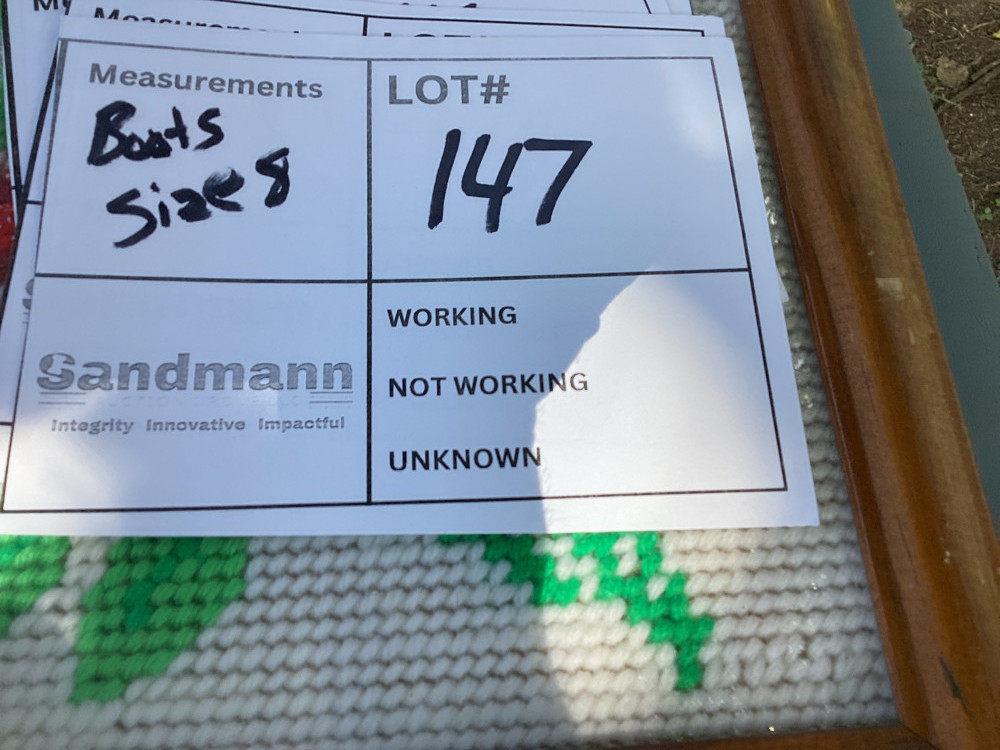 Measurements
Boots
Size 8
LOT#
147
Sandmann
Integrity Innovative Impactful
WORKING
NOT WORKING
UNKNOWN